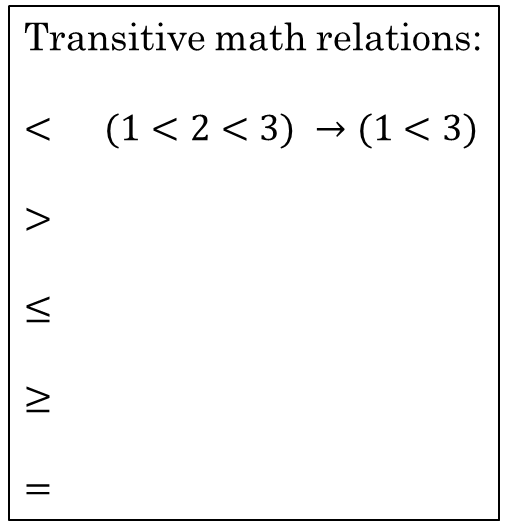 Transitive math relations:
< (1 < 2 < 3) → (1 < 3)
>
≤
≥
=